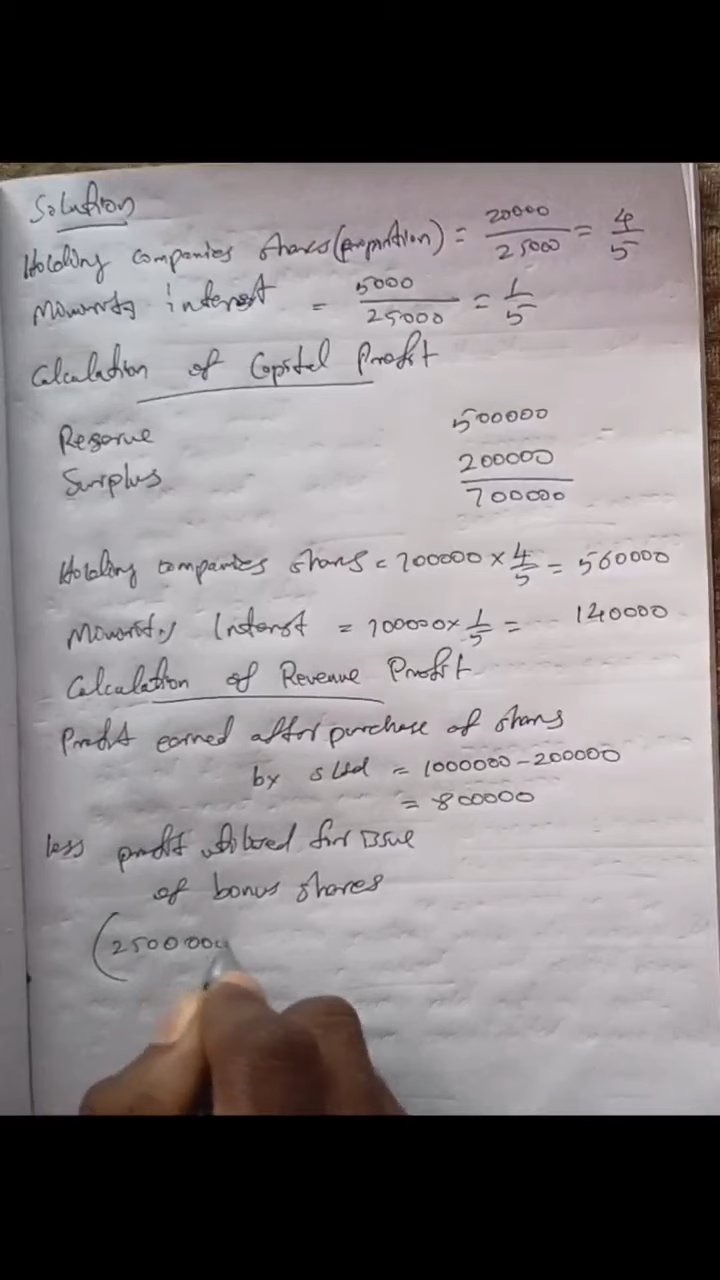 Solution
Holding companies shares (proportion) = 20000/25000 = 4/5
Minority interest = 5000/25000 = 1/5
Calculation of Capital Profit
Reserve 500000
Surplus 200000
700000
Holding companies shares = 700000 × 4/5 = 560000
Minority Interest = 700000 × 1/5 = 140000
Calculation of Revenue Profit
Profit earned after purchase of shares
by S Ltd = 1000000 - 200000
= 800000
less profit utilized for issue
of bonus shares
(2500000